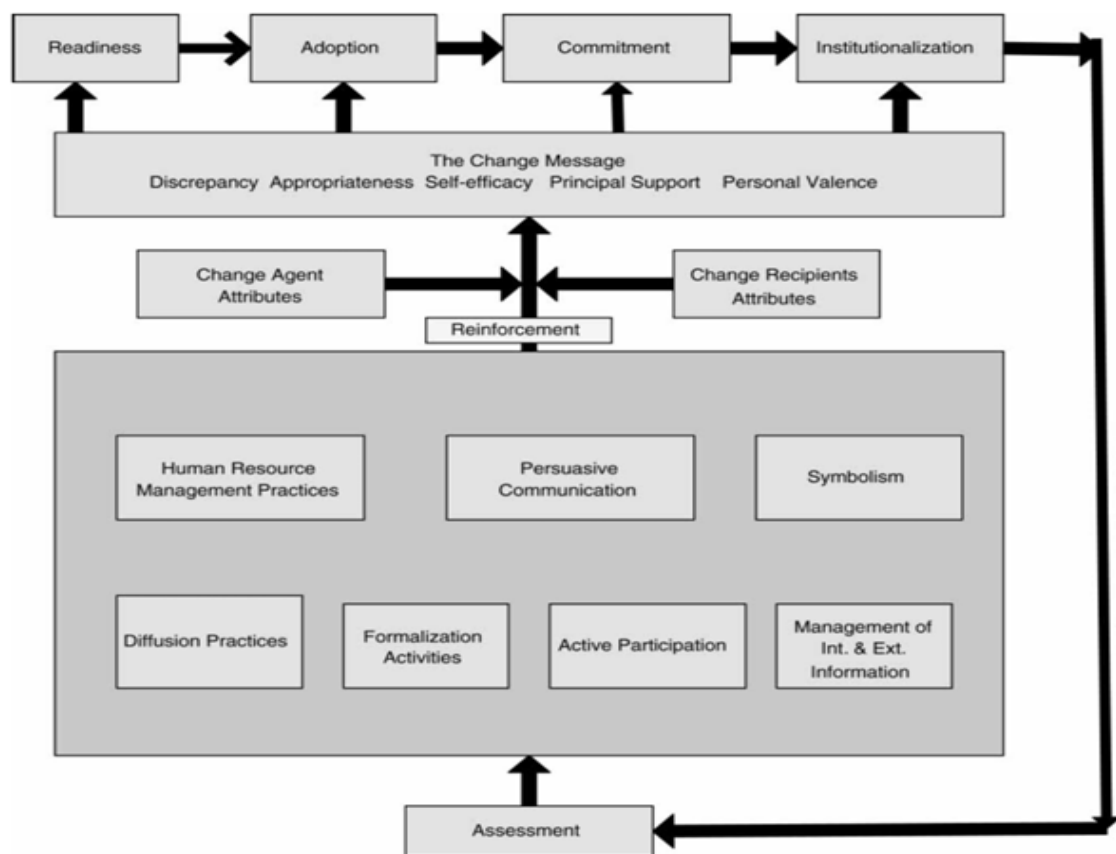 Readiness
Adoption
Commitment
Institutionalization
The Change Message
Discrepancy Appropriateness Self-efficacy Principal Support Personal Valence
Change Agent
Attributes
Change Recipients
Attributes
Reinforcement
Human Resource
Management Practices
Persuasive
Communication
Symbolism
Diffusion Practices
Formalization
Activities
Active Participation
Management of
Int. & Ext.
Information
Assessment